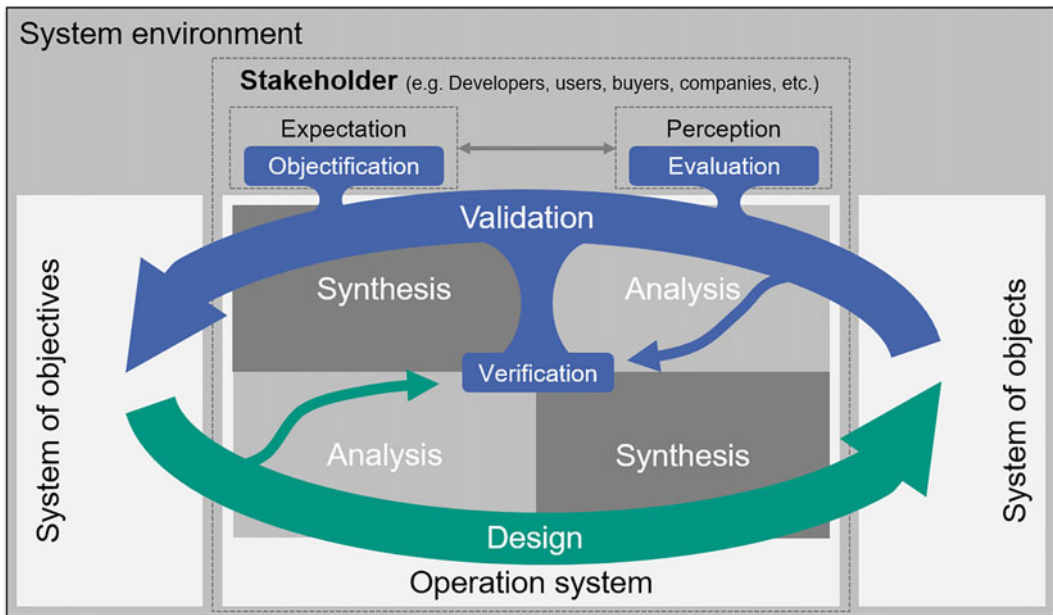 System environment
Stakeholder (e.g. Developers, users, buyers, companies, etc.)
Expectation
Perception
Objectification
Evaluation
Validation
Synthesis
Analysis
Verification
Analysis
Synthesis
Design
Operation system
System of objectives
System of objects